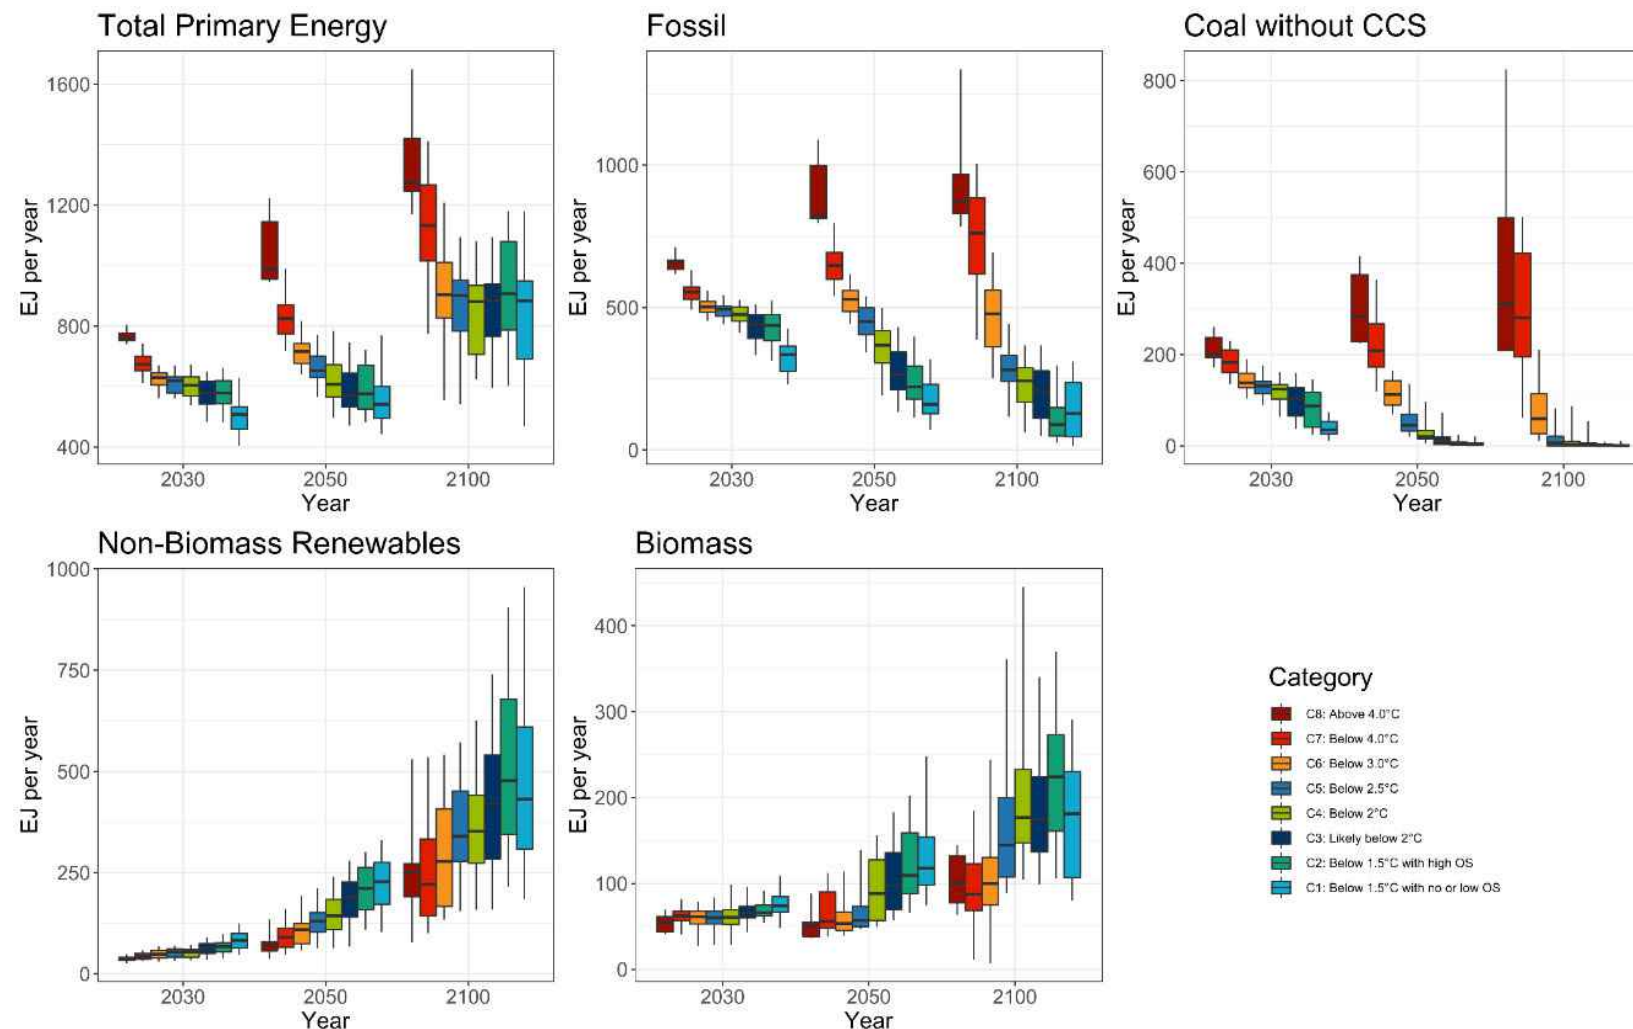 Total Primary Energy
EJ per year
1600
1200
800
400
2030
2050
2100
Year
Fossil
EJ per year
1000
500
0
2030
2050
2100
Year
Coal without CCS
EJ per year
800
600
400
200
0
2030
2050
2100
Year
Non-Biomass Renewables
EJ per year
1000
750
500
250
0
2030
2050
2100
Year
Biomass
EJ per year
400
300
200
100
0
2030
2050
2100
Year
Category
C8: Above 4.0°C
C7: Below 4.0°C
C6: Below 3.0°C
C5: Below 2.5°C
C4: Below 2°C
C3: Likely below 2°C
C2: Below 1.5°C with high OS
C1: Below 1.5°C with no or low OS